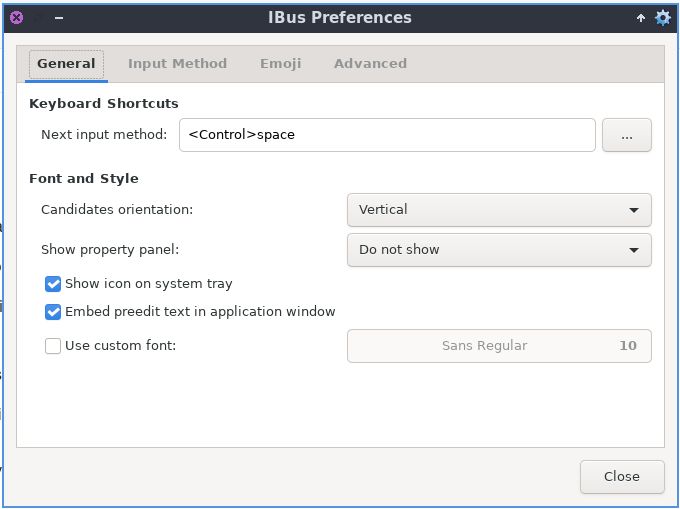 IBus Preferences
General Input Method Emoji Advanced
Keyboard Shortcuts
Next input method: <Control>space ...
Font and Style
Candidates orientation: Vertical
Show property panel: Do not show
Show icon on system tray
Embed preedit text in application window
Use custom font: Sans Regular 10
Close